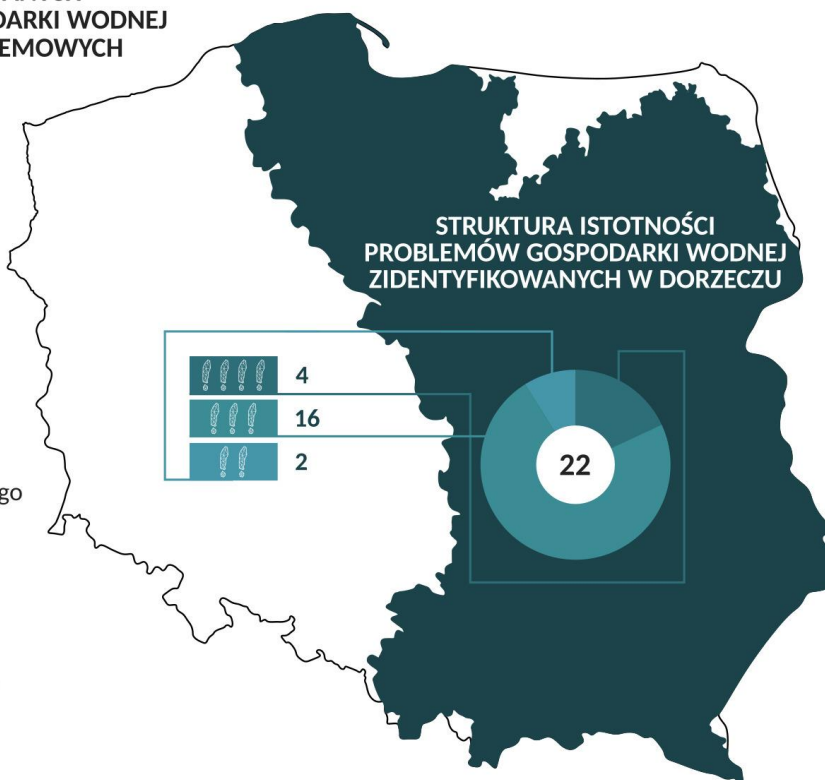 DARKI WODNEJ
EMOWYCH
STRUKTURA ISTOTNOŚCI
PROBLEMÓW GOSPODARKI WODNEJ
ZIDENTYFIKOWANYCH W DORZECZU
4
16
2
22
go